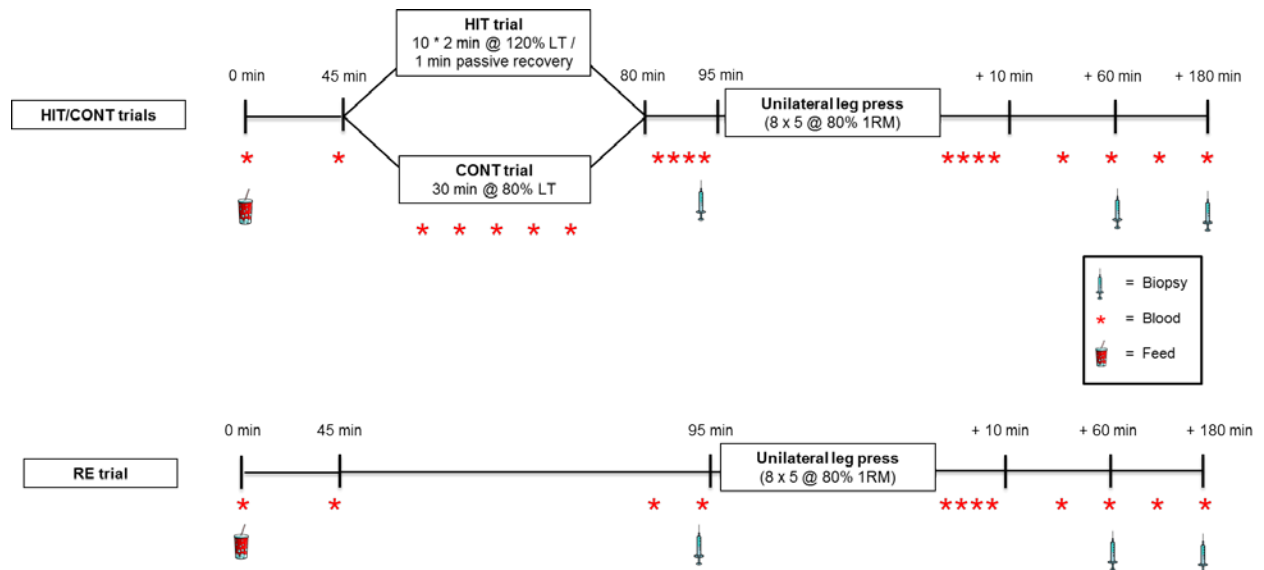 HIT trial
10 * 2 min @ 120% LT /
1 min passive recovery
0 min
45 min
80 min
95 min
+ 10 min
+ 60 min
+ 180 min
HIT/CONT trials
Unilateral leg press
(8 x 5 @ 80% 1RM)
CONT trial
30 min @ 80% LT
= Biopsy
* = Blood
= Feed
0 min
45 min
95 min
+ 10 min
+ 60 min
+ 180 min
RE trial
Unilateral leg press
(8 x 5 @ 80% 1RM)